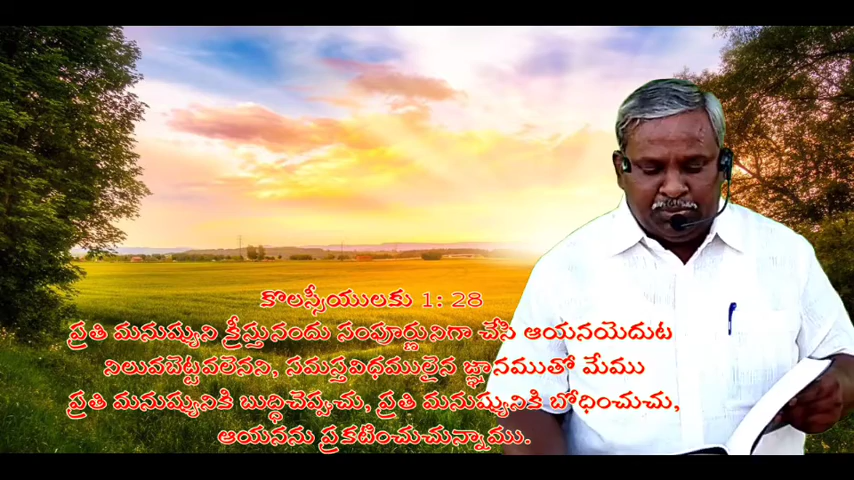 కొలస్సీయులకు 1: 28
ప్రతి మనుష్యుని క్రీస్తునందు సంపూర్ణునిగా చేసి ఆయనయెదుట
నిలువబెట్టవలెనని, సమస్తవిధములైన జ్ఞానముతో మేము
ప్రతి మనుష్యునికి బుద్ధిచెప్పుచు, ప్రతి మనుష్యునికి బోధించుచు,
ఆయనను ప్రకటించుచున్నాము.